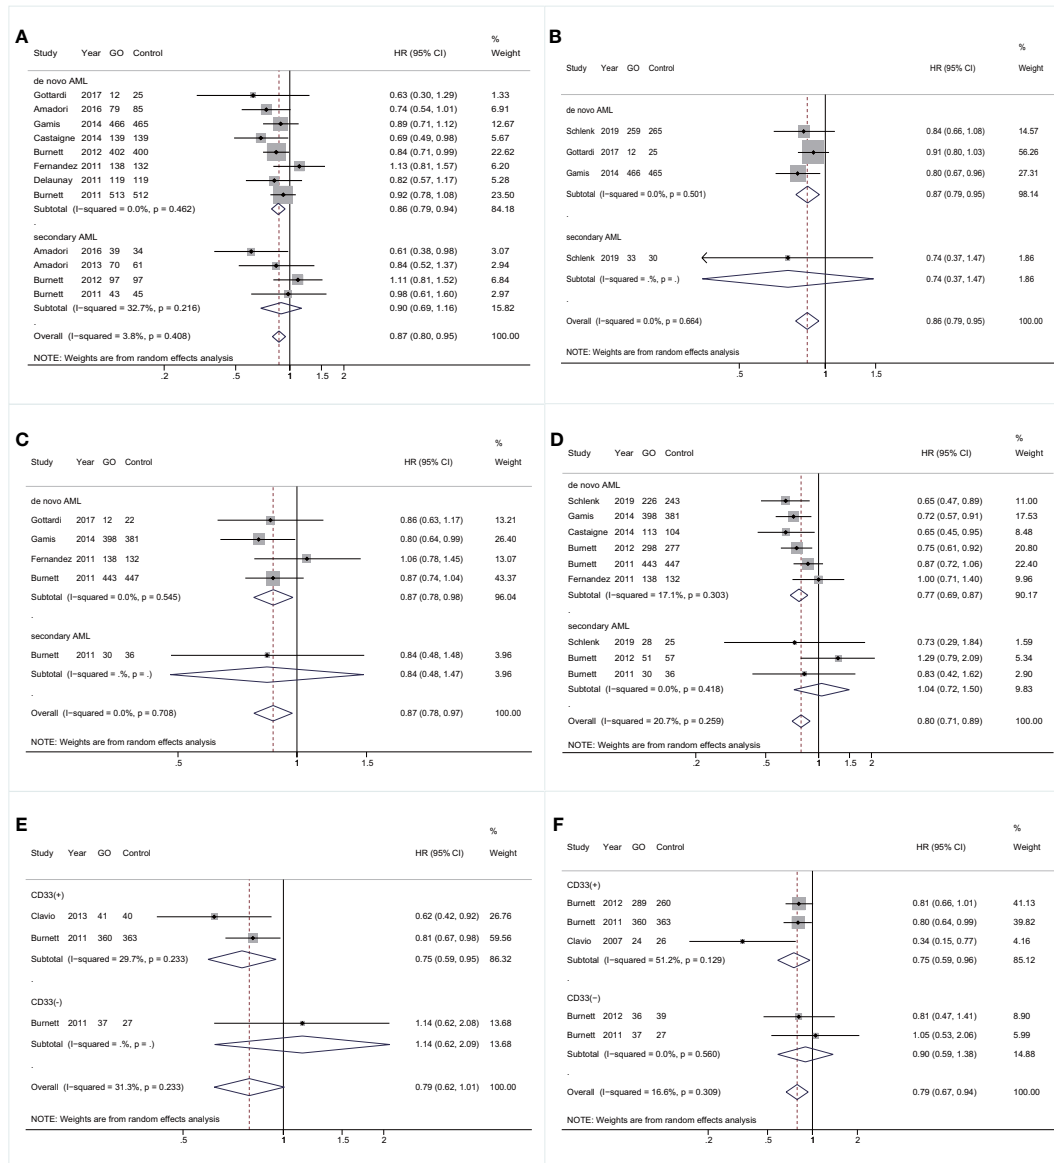 A
%
Study Year GO Control HR (95% CI) Weight
de novo AML
Gottardi 2017 12 25 0.63 (0.30, 1.29) 1.33
Amadori 2016 79 85 0.74 (0.54, 1.01) 6.91
Gamis 2014 466 465 0.89 (0.71, 1.12) 12.67
Castaigne 2014 139 139 0.69 (0.49, 0.98) 5.67
Burnett 2012 402 400 0.84 (0.71, 0.99) 22.62
Fernandez 2011 138 132 1.13 (0.81, 1.57) 6.20
Delaunay 2011 119 119 0.82 (0.57, 1.17) 5.28
Burnett 2011 513 512 0.92 (0.78, 1.08) 23.50
Subtotal (I−squared = 0.0%, p = 0.462) 0.86 (0.79, 0.94) 84.18
.
secondary AML
Amadori 2016 39 34 0.61 (0.38, 0.98) 3.07
Amadori 2013 70 61 0.84 (0.52, 1.37) 2.94
Burnett 2012 97 97 1.11 (0.81, 1.52) 6.84
Burnett 2011 43 45 0.98 (0.61, 1.60) 2.97
Subtotal (I−squared = 32.7%, p = 0.216) 0.90 (0.69, 1.16) 15.82
.
Overall (I−squared = 3.8%, p = 0.408) 0.87 (0.80, 0.95) 100.00
NOTE: Weights are from random effects analysis
.2 .5 1 1.5 2
B
%
Study Year GO Control HR (95% CI) Weight
de novo AML
Schlenk 2019 259 265 0.84 (0.66, 1.08) 14.57
Gottardi 2017 12 25 0.91 (0.80, 1.03) 56.26
Gamis 2014 466 465 0.80 (0.67, 0.96) 27.31
Subtotal (I−squared = 0.0%, p = 0.501) 0.87 (0.79, 0.95) 98.14
.
secondary AML
Schlenk 2019 33 30 0.74 (0.37, 1.47) 1.86
Subtotal (I−squared = .%, p = .) 0.74 (0.37, 1.47) 1.86
.
Overall (I−squared = 0.0%, p = 0.664) 0.86 (0.79, 0.95) 100.00
NOTE: Weights are from random effects analysis
.5 1 1.5
C
%
Study Year GO Control HR (95% CI) Weight
de novo AML
Gottardi 2017 12 22 0.86 (0.63, 1.17) 13.21
Gamis 2014 398 381 0.80 (0.64, 0.99) 26.40
Fernandez 2011 138 132 1.06 (0.78, 1.45) 13.07
Burnett 2011 443 447 0.87 (0.74, 1.04) 43.37
Subtotal (I−squared = 0.0%, p = 0.545) 0.87 (0.78, 0.98) 96.04
.
secondary AML
Burnett 2011 30 36 0.84 (0.48, 1.48) 3.96
Subtotal (I−squared = .%, p = .) 0.84 (0.48, 1.47) 3.96
.
Overall (I−squared = 0.0%, p = 0.708) 0.87 (0.78, 0.97) 100.00
NOTE: Weights are from random effects analysis
.5 1 1.5
D
%
Study Year GO Control HR (95% CI) Weight
de novo AML
Schlenk 2019 226 243 0.65 (0.47, 0.89) 11.00
Gamis 2014 398 381 0.72 (0.57, 0.91) 17.53
Castaigne 2014 113 104 0.65 (0.45, 0.95) 8.48
Burnett 2012 298 277 0.75 (0.61, 0.92) 20.80
Burnett 2011 443 447 0.87 (0.72, 1.06) 22.40
Fernandez 2011 138 132 1.00 (0.71, 1.40) 9.96
Subtotal (I−squared = 17.1%, p = 0.303) 0.77 (0.69, 0.87) 90.17
.
secondary AML
Schlenk 2019 28 25 0.73 (0.29, 1.84) 1.59
Burnett 2012 51 57 1.29 (0.79, 2.09) 5.34
Burnett 2011 30 36 0.83 (0.42, 1.62) 2.90
Subtotal (I−squared = 0.0%, p = 0.418) 1.04 (0.72, 1.50) 9.83
.
Overall (I−squared = 20.7%, p = 0.259) 0.80 (0.71, 0.89) 100.00
NOTE: Weights are from random effects analysis
.2 .5 1 1.5 2
E
%
Study Year GO Control HR (95% CI) Weight
CD33(+)
Clavio 2013 41 40 0.62 (0.42, 0.92) 26.76
Burnett 2011 360 363 0.81 (0.67, 0.98) 59.56
Subtotal (I−squared = 29.7%, p = 0.233) 0.75 (0.59, 0.95) 86.32
.
CD33(-)
Burnett 2011 37 27 1.14 (0.62, 2.08) 13.68
Subtotal (I−squared = .%, p = .) 1.14 (0.62, 2.09) 13.68
.
Overall (I−squared = 31.3%, p = 0.233) 0.79 (0.62, 1.01) 100.00
NOTE: Weights are from random effects analysis
.5 1 1.5 2
F
%
Study Year GO Control HR (95% CI) Weight
CD33(+)
Burnett 2012 289 260 0.81 (0.66, 1.01) 41.13
Burnett 2011 360 363 0.80 (0.64, 0.99) 39.82
Clavio 2007 24 26 0.34 (0.15, 0.77) 4.16
Subtotal (I−squared = 51.2%, p = 0.129) 0.75 (0.59, 0.96) 85.12
.
CD33(−)
Burnett 2012 36 39 0.81 (0.47, 1.41) 8.90
Burnett 2011 37 27 1.05 (0.53, 2.06) 5.99
Subtotal (I−squared = 0.0%, p = 0.560) 0.90 (0.59, 1.38) 14.88
.
Overall (I−squared = 16.6%, p = 0.309) 0.79 (0.67, 0.94) 100.00
NOTE: Weights are from random effects analysis
.2 .5 1 2